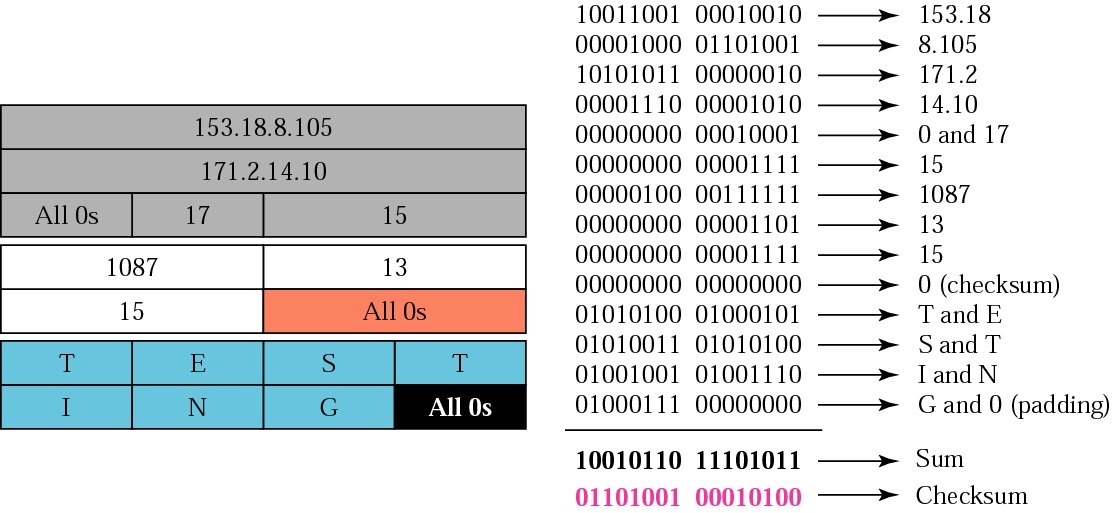 153.18.8.105
171.2.14.10
All 0s 17 15
1087 13
15 All 0s
T E S T
I N G All 0s
10011001 00010010 153.18
00001000 01101001 8.105
10101011 00000010 171.2
00001110 00001010 14.10
00000000 00010001 0 and 17
00000000 00001111 15
00000100 00111111 1087
00000000 00001101 13
00000000 00001111 15
00000000 00000000 0 (checksum)
01010100 01000101 T and E
01010011 01010100 S and T
01001001 01001110 I and N
01000111 00000000 G and 0 (padding)
10010110 11101011 Sum
01101001 00010100 Checksum